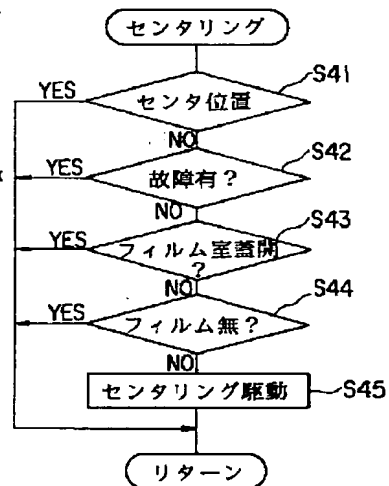 センタリング
S41
YES
センタ位置
NO
S42
YES
故障有?
NO
S43
YES
フィルム室蓋開
?
NO
S44
YES
フィルム無?
NO
センタリング駆動
S45
リターン